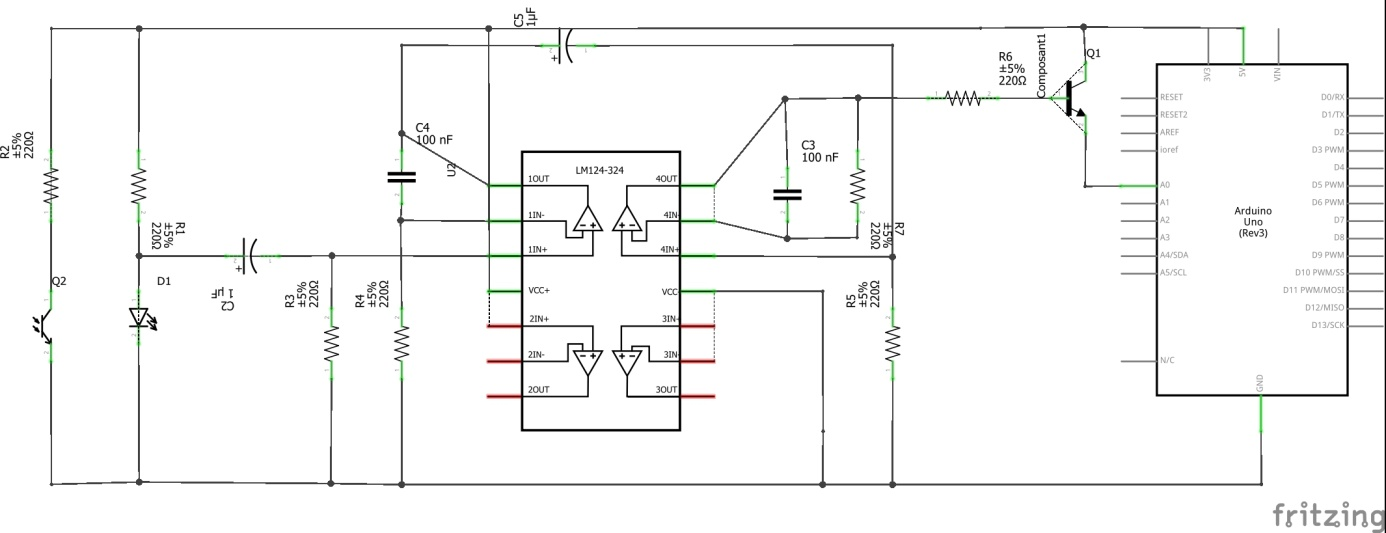 C5
1µF
R6
±5%
220Ω
Composant1
Q1
3V3
5V
VIN
R2
±5%
220Ω
C4
100 nF
U2
C3
100 nF
LM124-324
1OUT
4OUT
1IN-
4IN-
1IN+
4IN+
VCC+
VCC-
2IN+
3IN-
2IN-
3IN-
2OUT
3OUT
RESET
RESET2
AREF
ioref
A0
A1
A2
A3
A4/SDA
A5/SCL
N/C
Arduino
Uno
(Rev3)
D0/RX
D1/TX
D2
D3 PWM
D4
D5 PWM
D6 PWM
D7
D8
D9 PWM
D10 PWM/SS
D11 PWM/MOSI
D12/MISO
D13/SCK
GND
R1
±5%
220Ω
R7
±5%
220Ω
Q2
D1
C2
1 µF
R3
±5%
220Ω
R4
±5%
220Ω
R5
±5%
220Ω
fritzing